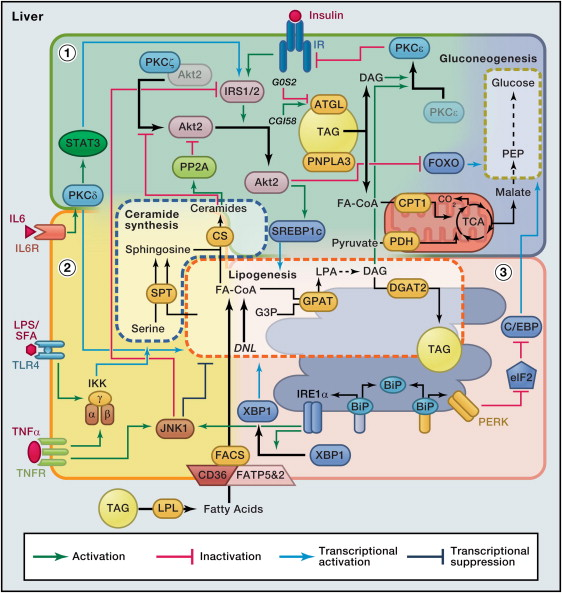 Liver
Insulin
IR
1
PKCζ
Akt2
PKCε
Gluconeogenesis
G0S2
DAG
IRS1/2
ATGL
Glucose
CGI58
PKCε
TAG
STAT3
Akt2
PP2A
PNPLA3
FOXO
PEP
Akt2
PKCδ
Malate
Ceramides
FA-CoA
CPT1
CO2
IL6
Ceramide
synthesis
CS
SREBP1c
TCA
IL6R
Pyruvate
PDH
Sphingosine
2
Lipogenesis
LPA
DAG
3
FA-CoA
SPT
GPAT
DGAT2
G3P
LPS/
SFA
Serine
C/EBP
TLR4
DNL
TAG
IKK
γ
α
β
eIF2
IRE1α
BiP
BiP
XBP1
BiP
BiP
PERK
TNFα
JNK1
TNFR
FACS
XBP1
CD36
FATP5&2
TAG
LPL
Fatty Acids
Activation
Inactivation
Transcriptional
activation
Transcriptional
suppression